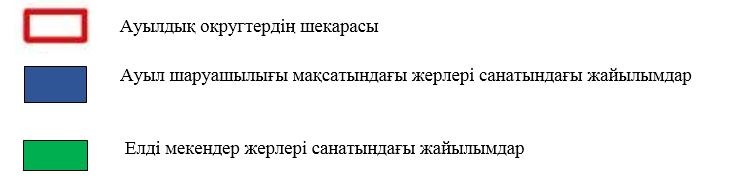 Ауылдық округтердің шекарасы
Ауыл шаруашылығы мақсатындағы жерлері санатындағы жайылымдар
Елді мекендер жерлері санатындағы жайылымдар